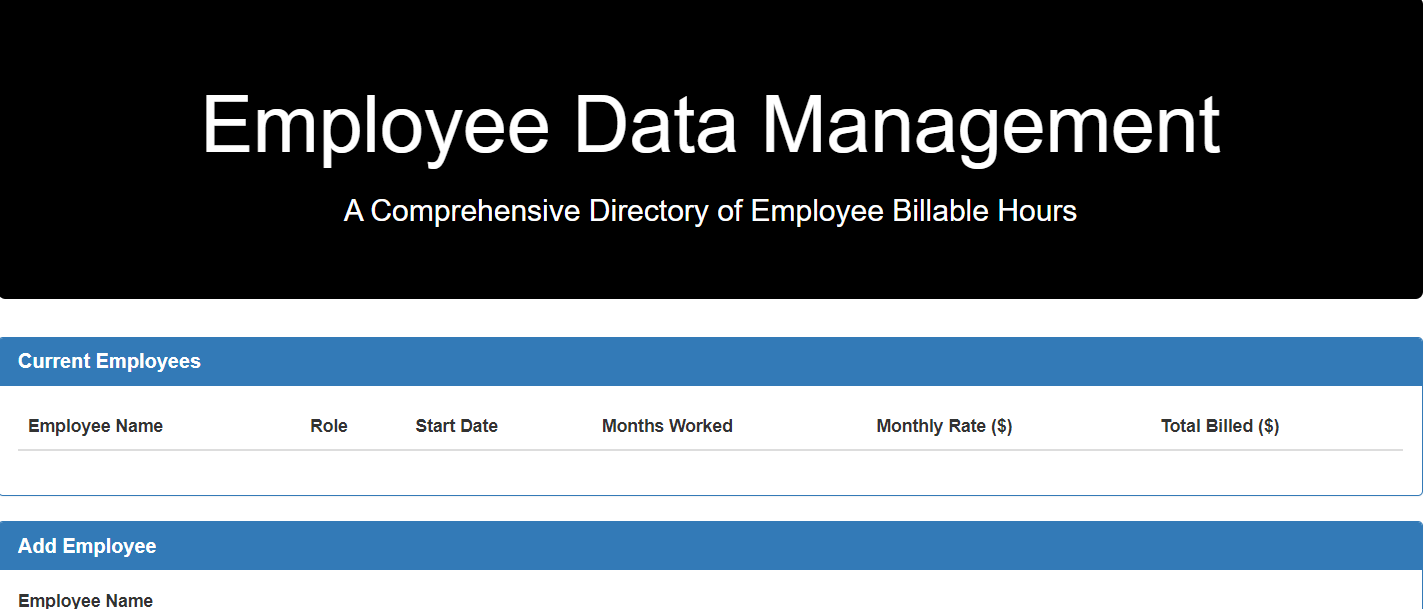 Employee Data Management
A Comprehensive Directory of Employee Billable Hours
Current Employees
Employee Name Role Start Date Months Worked Monthly Rate ($) Total Billed ($)
Add Employee
Employee Name